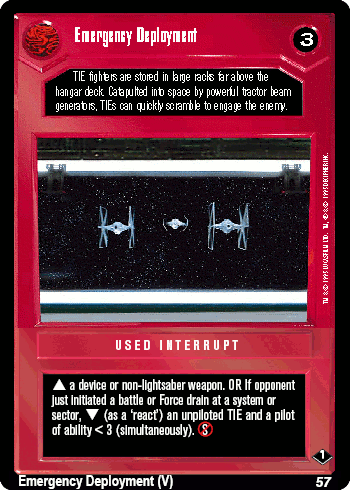 Emergency Deployment
3
TIE fighters are stored in large racks far above the
hangar deck. Catapulted into space by powerful tractor beam
generators, TIEs can quickly scramble to engage the enemy.
USED INTERRUPT
▲ a device or non-lightsaber weapon. OR If opponent
just initiated a battle or Force drain at a system or
sector, ▼ (as a 'react') an unpiloted TIE and a pilot
of ability < 3 (simultaneously). S
1
Emergency Deployment (V)
57